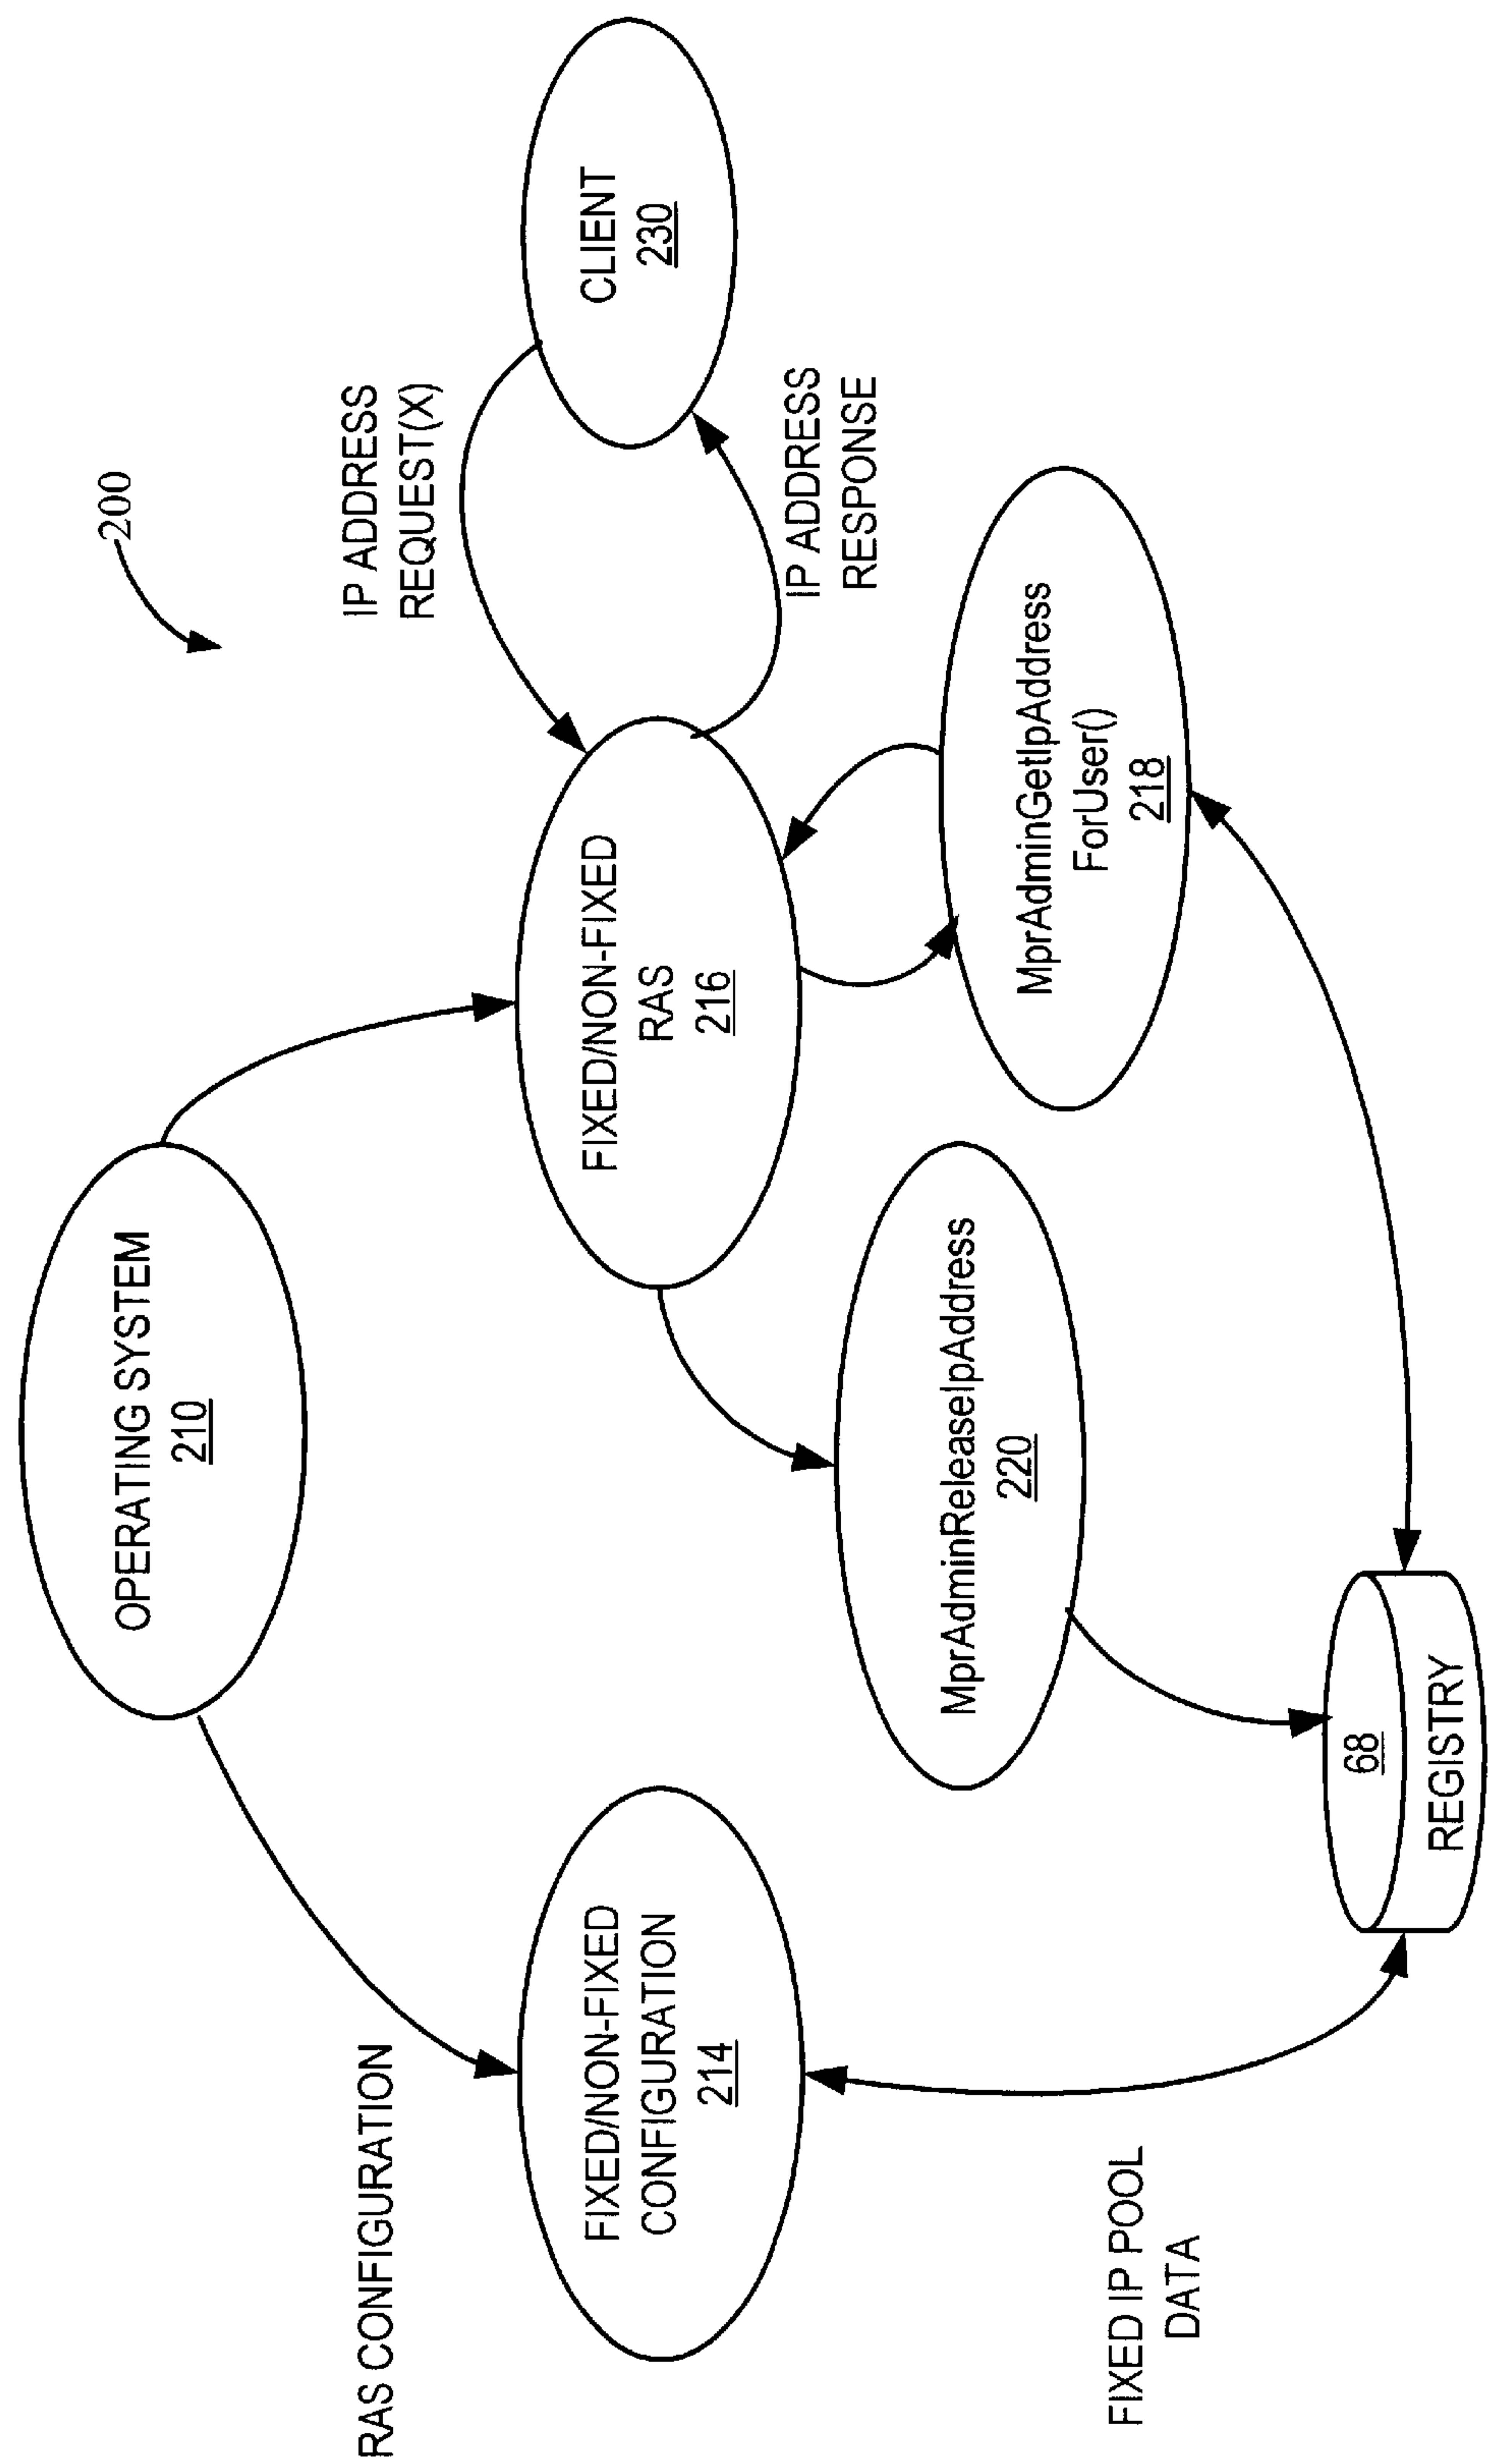 200
OPERATING SYSTEM
210
RAS CONFIGURATION
IP ADDRESS
REQUEST(X)
FIXED/NON-FIXED
CONFIGURATION
214
FIXED/NON-FIXED
RAS
216
CLIENT
230
IP ADDRESS
RESPONSE
MprAdminReleaseIpAddress
220
MprAdminGetIpAddress
ForUser()
218
FIXED IP POOL
DATA
68
REGISTRY